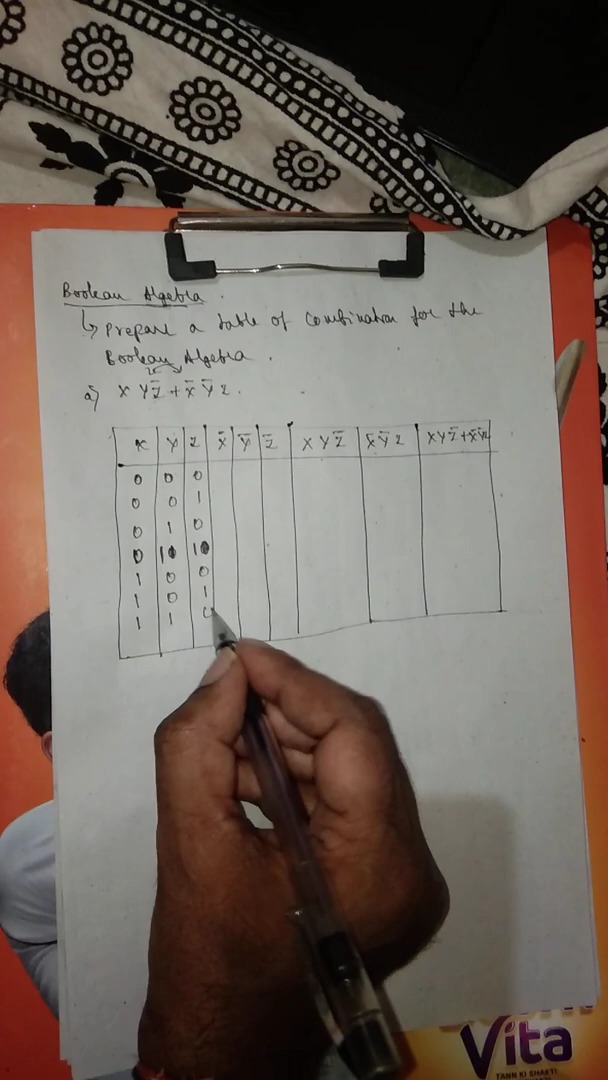 Boolean Algebra.
↳ Prepare a table of Combination for the
Boolean Algebra.
a) X Y Z̅ + X̅ Y̅ Z.
X Y Z X̅ Y̅ Z̅ X Y Z̅ X̅ Y̅ Z X Y Z̅ + X̅ Y̅ Z
0 0 0
0 0 1
0 1 0
0 1 1
1 0 0
1 0 1
1 1 0
Vita
TANN KI SHAKTI